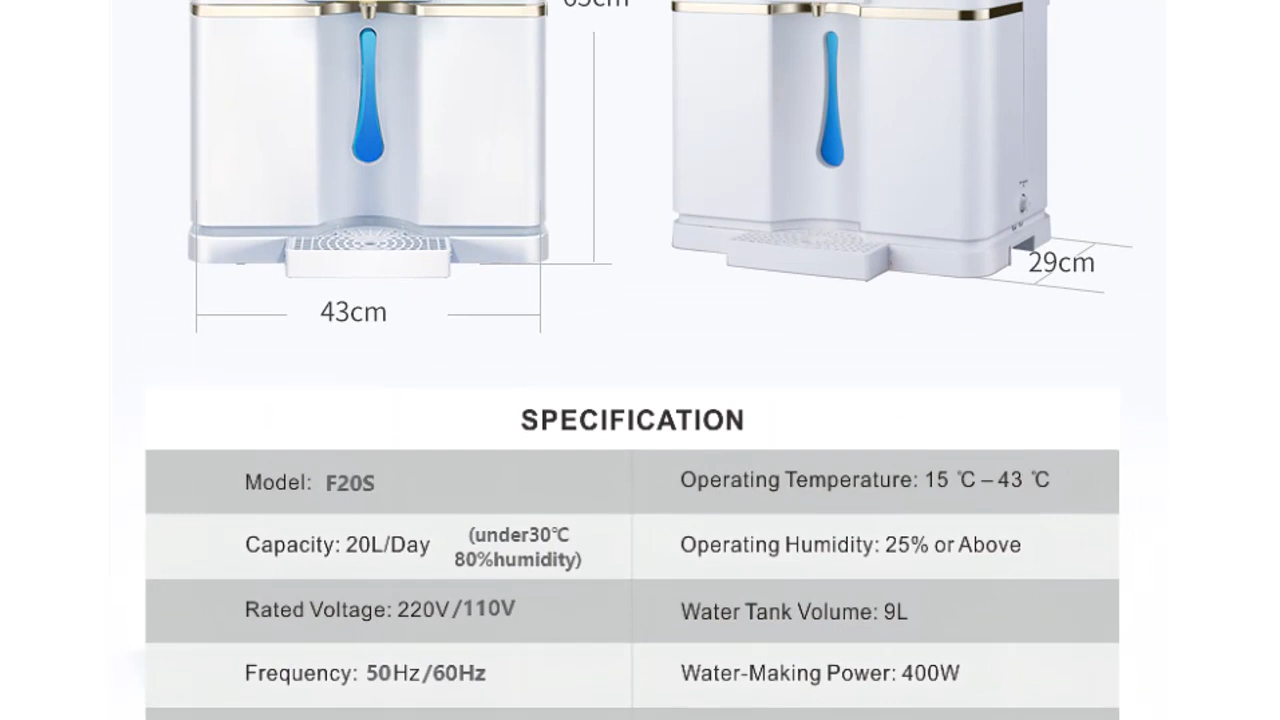 43cm
29cm
SPECIFICATION
Model: F20S
Operating Temperature: 15 ℃ – 43 ℃
Capacity: 20L/Day (under30℃
80%humidity)
Operating Humidity: 25% or Above
Rated Voltage: 220V/110V
Water Tank Volume: 9L
Frequency: 50Hz/60Hz
Water-Making Power: 400W